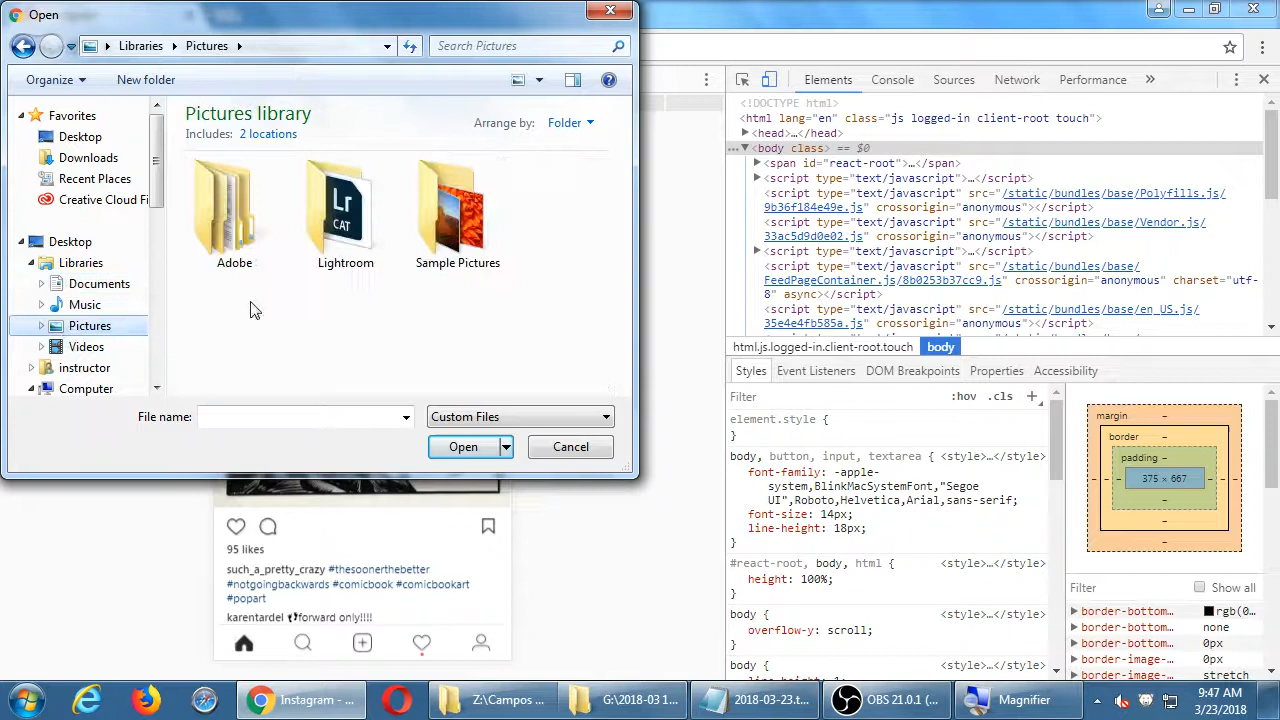 Open
Libraries
Pictures
Search Pictures
Organize
New folder
Favorites
Desktop
Downloads
Recent Places
Creative Cloud Fi
Desktop
Libraries
Documents
Music
Pictures
Videos
instructor
Computer
Pictures library
Includes: 2 locations
Arrange by: Folder
Lr
CAT
Adobe
Lightroom
Sample Pictures
File name:
Custom Files
Open
Cancel
95 likes
such_a_pretty_crazy #thesoonerthebetter
#notgoingbackwards #comicbook #comicbookart
#popart
karentardel 👣forward only!!!!
Elements Console Sources Network Performance »
<!DOCTYPE html>
<html lang="en" class="js logged-in client-root touch">
<head>…</head>
…<body class> == $0
<span id="react-root">…</span>
<script type="text/javascript">…</script>
<script type="text/javascript" src="/static/bundles/base/Polyfills.js/
9b36f184e49e.js" crossorigin="anonymous"></script>
<script type="text/javascript" src="/static/bundles/base/Vendor.js/
33ac5d9d0e02.js" crossorigin="anonymous"></script>
<script type="text/javascript">…</script>
<script type="text/javascript" src="/static/bundles/base/
FeedPageContainer.js/8b0253b37cc9.js" crossorigin="anonymous" charset="utf-
8" async></script>
<script type="text/javascript" src="/static/bundles/base/en_US.js/
35e4e4fb585a.js" crossorigin="anonymous"></script>
html.js.logged-in.client-root.touch body
Styles Event Listeners DOM Breakpoints Properties Accessibility
Filter :hov .cls +
element.style {
}
body, button, input, textarea { <style>…</style>
font-family: -apple-
system,BlinkMacSystemFont,"Segoe
UI",Roboto,Helvetica,Arial,sans-serif;
font-size: 14px;
line-height: 18px;
}
#react-root, body, html { <style>…</style>
height: 100%;
}
body { <style>…</style>
overflow-y: scroll;
}
body { <style>…</style>
margin –
border –
padding –
375 × 667
Filter Show all
border-bottom… rgb(0…
border-bottom… none
border-bottom… 0px
border-image-… 0px
border-image-… stretch
Instagram - ...
Z:\Campos ...
G:\2018-03 1...
2018-03-23.t...
OBS 21.0.1 (...
Magnifier
9:47 AM
3/23/2018